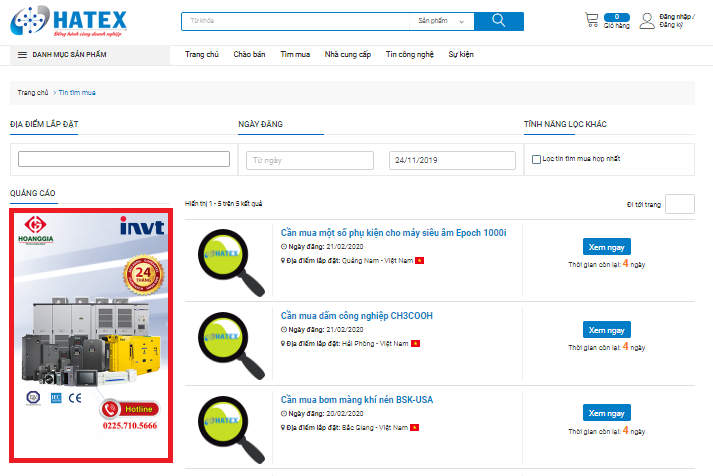 HATEX
Đồng hành cùng doanh nghiệp
Từ khóa
Sản phẩm
0
Giỏ hàng
Đăng nhập /
Đăng ký
DANH MỤC SẢN PHẨM
Trang chủ
Chào bán
Tìm mua
Nhà cung cấp
Tin công nghệ
Sự kiện
Trang chủ > Tin tìm mua
ĐỊA ĐIỂM LẮP ĐẶT
NGÀY ĐĂNG
TÍNH NĂNG LỌC KHÁC
Từ ngày
24/11/2019
Lọc tin tìm mua hợp nhất
QUẢNG CÁO
Hiển thị 1 - 5 trên 5 kết quả
Đi tới trang
HOANGGIA
invt
24
THÁNG
Hotline
0225.710.5666
HATEX
Cần mua một số phụ kiện cho máy siêu âm Epoch 1000i
Ngày đăng: 21/02/2020
Địa điểm lắp đặt: Quảng Nam - Việt Nam
Xem ngay
Thời gian còn lại: 4 ngày
HATEX
Cần mua dấm công nghiệp CH3COOH
Ngày đăng: 21/02/2020
Địa điểm lắp đặt: Hải Phòng - Việt Nam
Xem ngay
Thời gian còn lại: 4 ngày
HATEX
Cần mua bơm màng khí nén BSK-USA
Ngày đăng: 20/02/2020
Địa điểm lắp đặt: Bắc Giang - Việt Nam
Xem ngay
Thời gian còn lại: 4 ngày